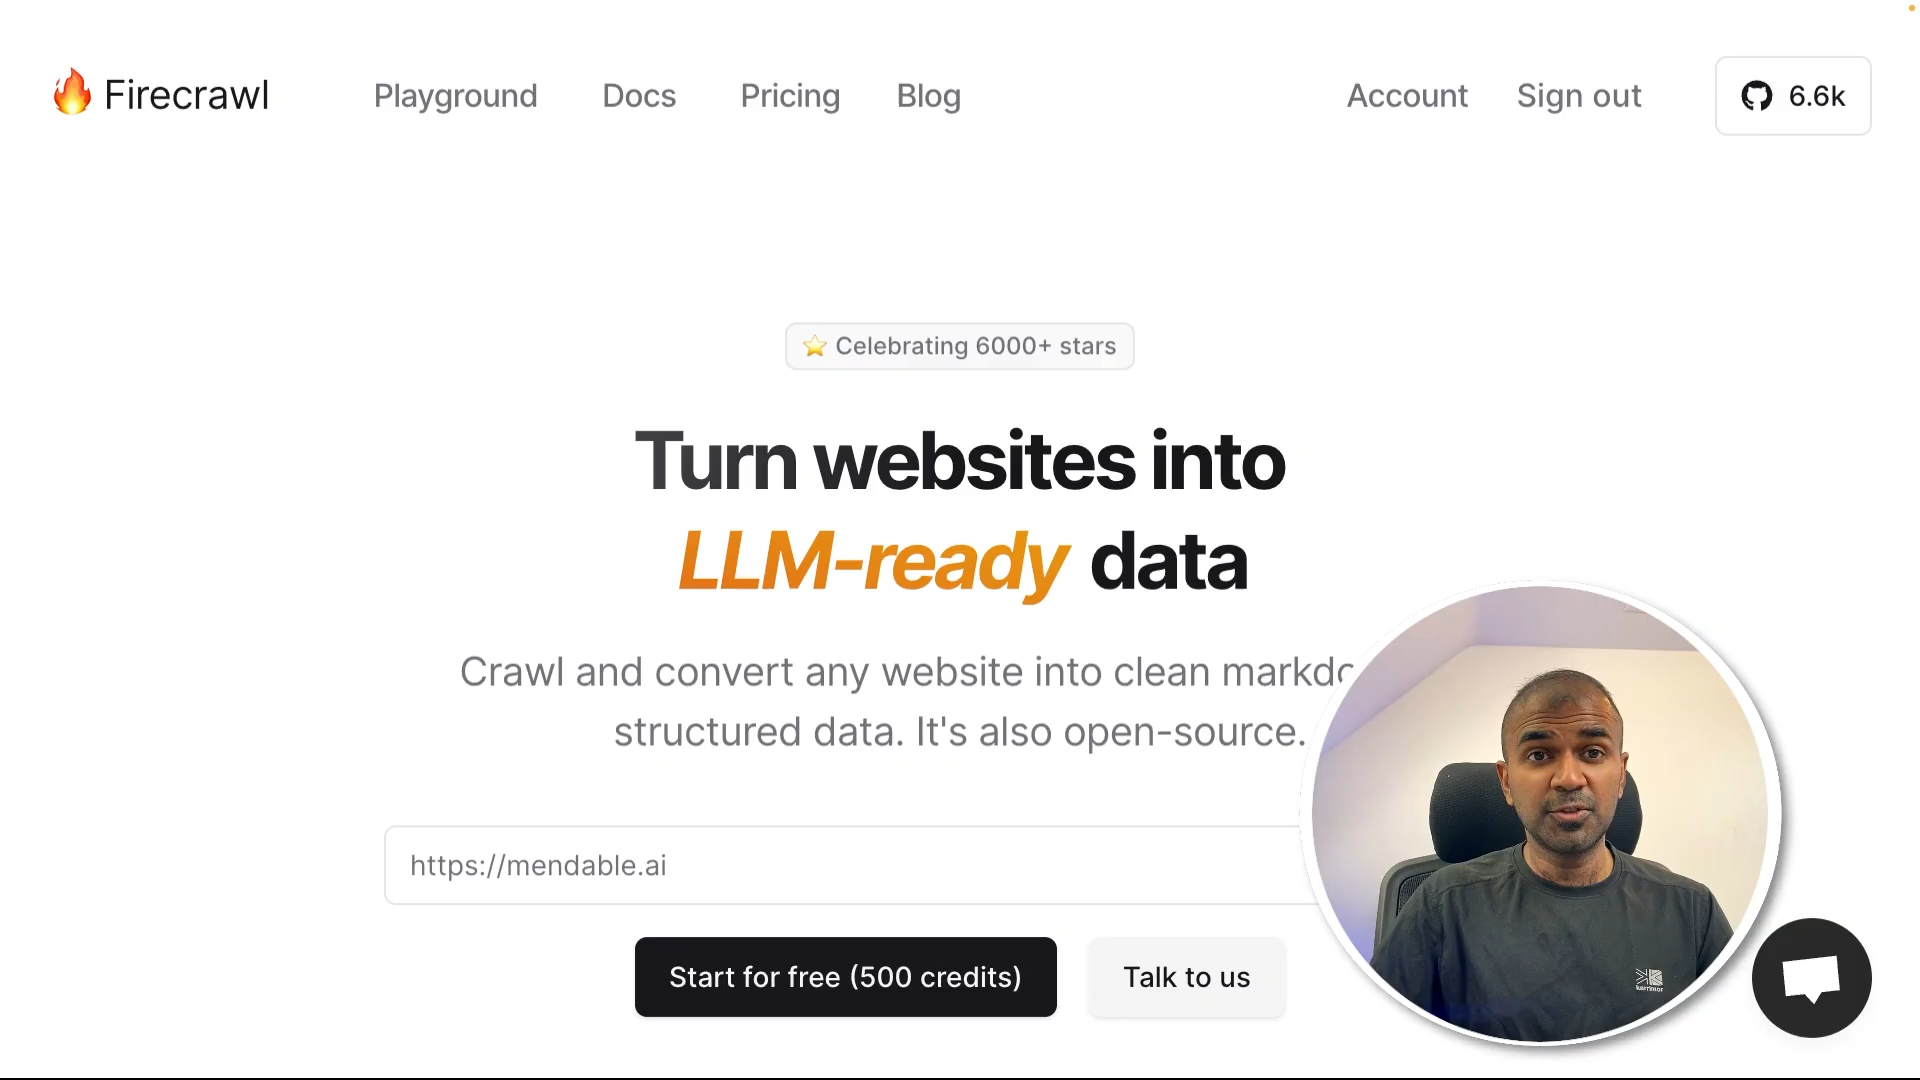 Firecrawl
Playground
Docs
Pricing
Blog
Account
Sign out
6.6k
Celebrating 6000+ stars
Turn websites into
LLM-ready data
Crawl and convert any website into clean
structured data. It's also open-source.
https://mendable.ai
Start for free (500 credits)
Talk to us
karrimor